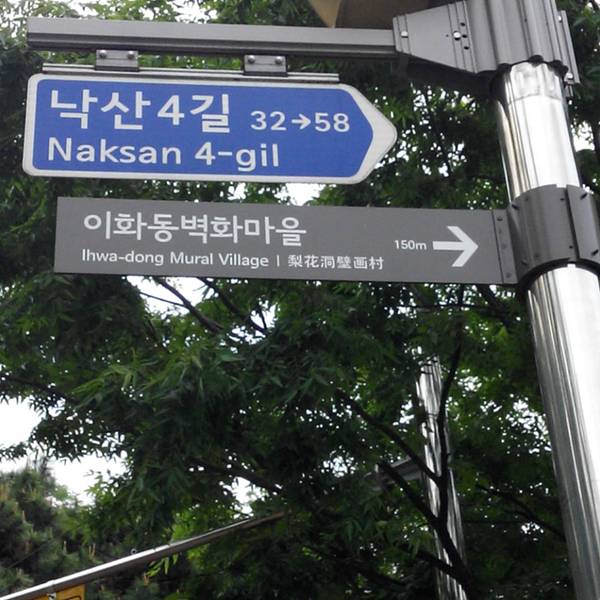 낙산4길 32→58
Naksan 4-gil
이화동벽화마을
150m →
Ihwa-dong Mural Village | 梨花洞壁画村